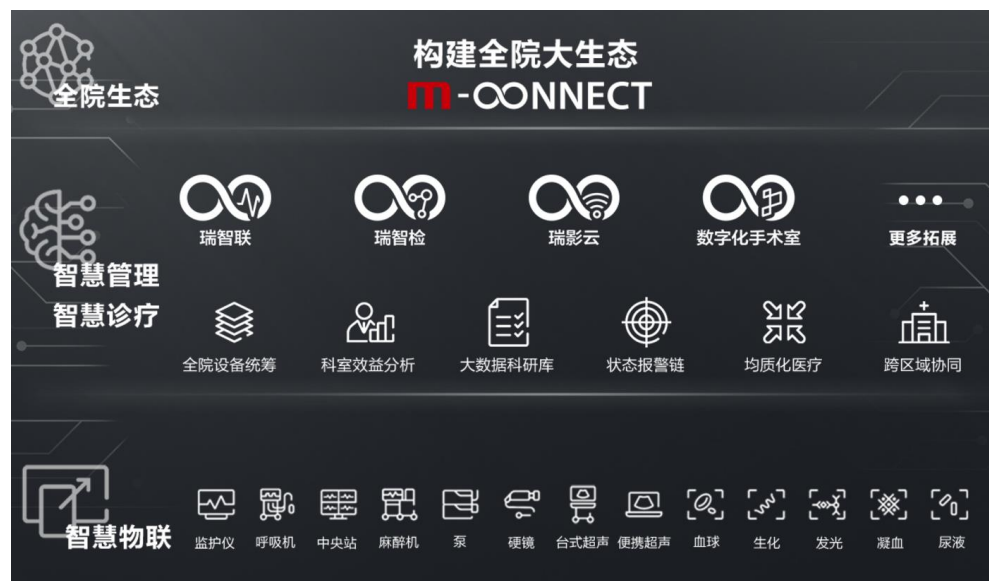 构建全院大生态
m-CONNECT
全院生态
瑞智联
瑞智检
瑞影云
数字化手术室
更多拓展
智慧管理
智慧诊疗
全院设备统筹
科室效益分析
大数据科研库
状态报警链
均质化医疗
跨区域协同
智慧物联
监护仪
呼吸机
中央站
麻醉机
泵
硬镜
台式超声
便携超声
血球
生化
发光
凝血
尿液